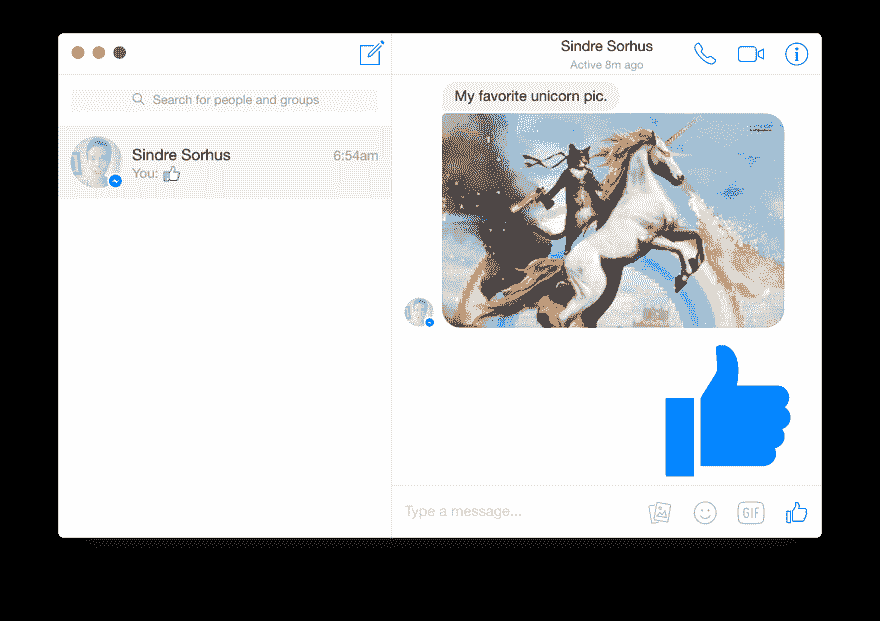 Search for people and groups
Sindre Sorhus
6:54am
You:
Sindre Sorhus
Active 8m ago
My favorite unicorn pic.
Type a message...
GIF